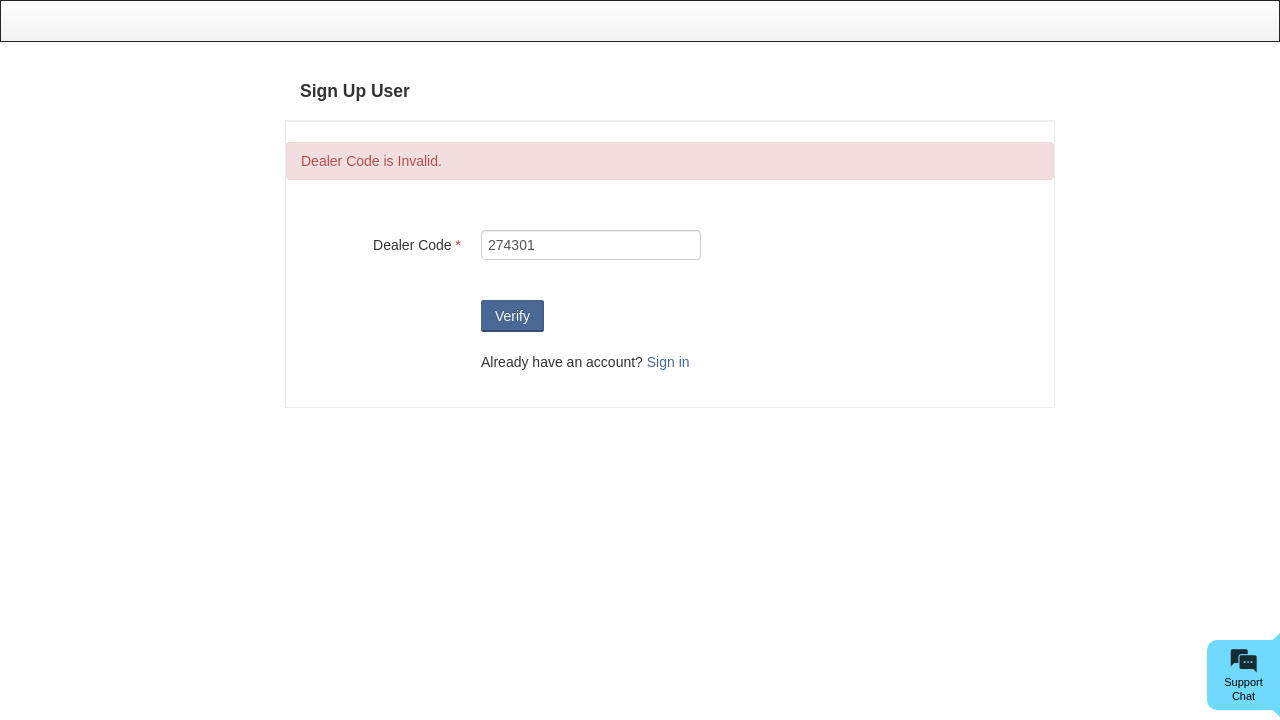 Sign Up User
Dealer Code is Invalid.
Dealer Code * 274301
Verify
Already have an account? Sign in
Support
Chat